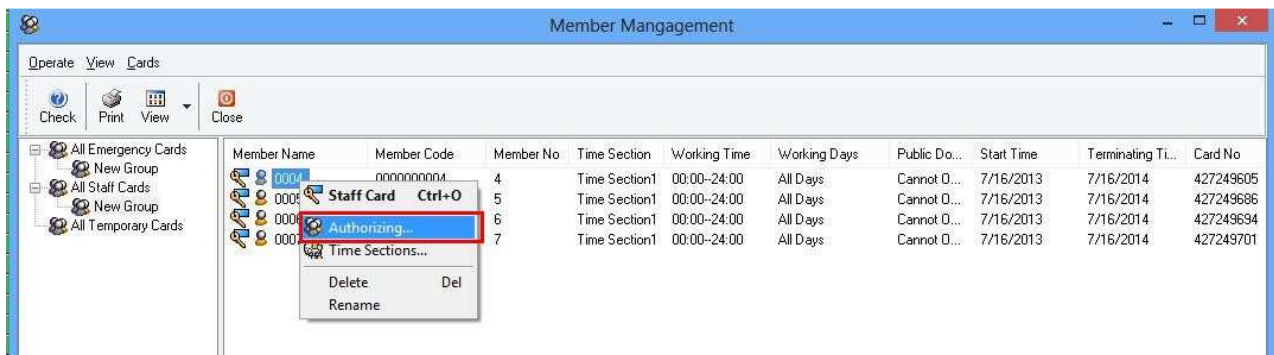 Member Mangagement
Operate View Cards
Check Print View Close
All Emergency Cards
New Group
All Staff Cards
New Group
All Temporary Cards
Member Name Member Code Member No Time Section Working Time Working Days Public Do... Start Time Terminating Ti... Card No
0004 0000000004 4 Time Section1 00:00--24:00 All Days Cannot O... 7/16/2013 7/16/2014 427249605
0005 5 Time Section1 00:00--24:00 All Days Cannot O... 7/16/2013 7/16/2014 427249686
0006 6 Time Section1 00:00--24:00 All Days Cannot O... 7/16/2013 7/16/2014 427249694
000 7 Time Section1 00:00--24:00 All Days Cannot O... 7/16/2013 7/16/2014 427249701
Staff Card Ctrl+O
Authorizing...
Time Sections...
Delete Del
Rename